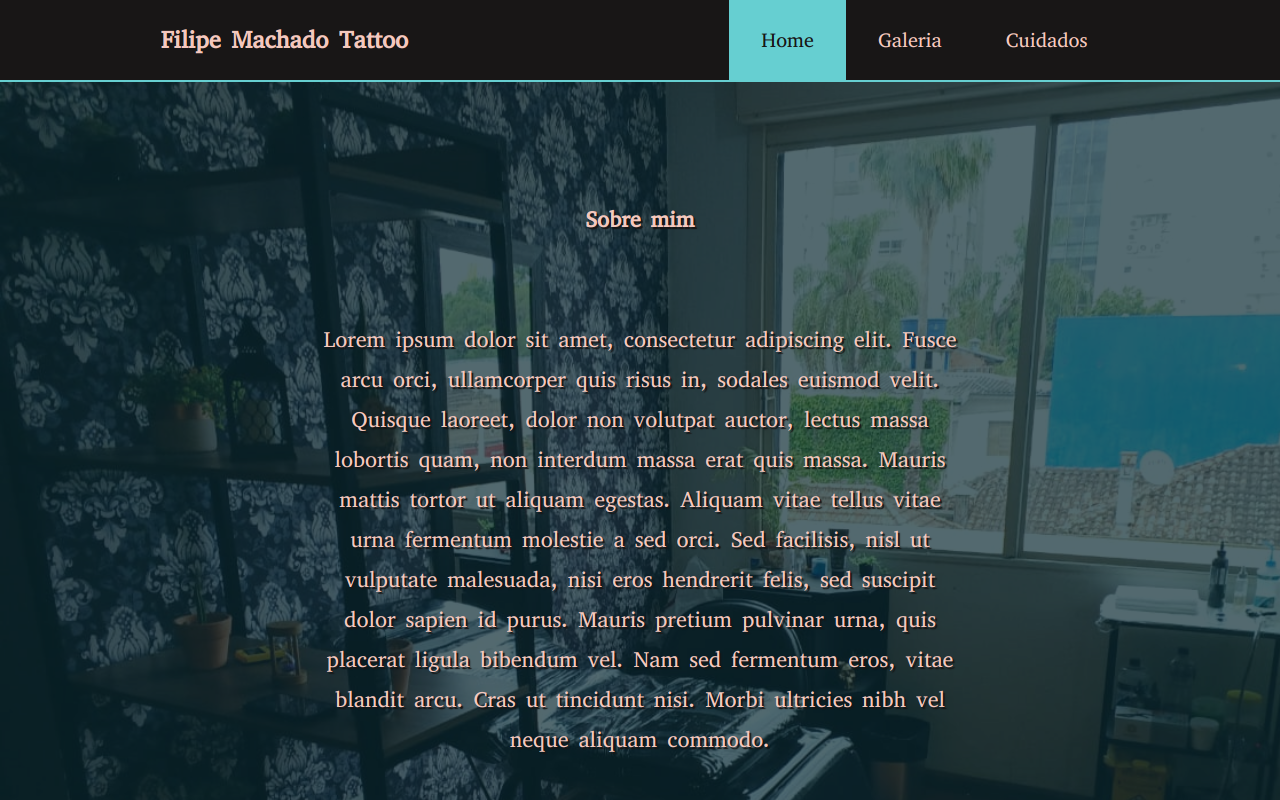 Filipe Machado Tattoo
Home
Galeria
Cuidados
Sobre mim
Lorem ipsum dolor sit amet, consectetur adipiscing elit. Fusce
arcu orci, ullamcorper quis risus in, sodales euismod velit.
Quisque laoreet, dolor non volutpat auctor, lectus massa
lobortis quam, non interdum massa erat quis massa. Mauris
mattis tortor ut aliquam egestas. Aliquam vitae tellus vitae
urna fermentum molestie a sed orci. Sed facilisis, nisl ut
vulputate malesuada, nisi eros hendrerit felis, sed suscipit
dolor sapien id purus. Mauris pretium pulvinar urna, quis
placerat ligula bibendum vel. Nam sed fermentum eros, vitae
blandit arcu. Cras ut tincidunt nisi. Morbi ultricies nibh vel
neque aliquam commodo.